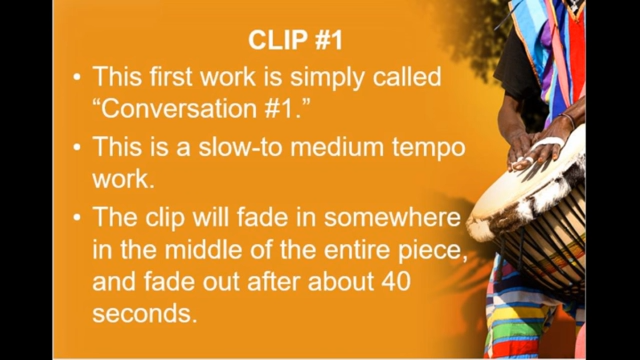 CLIP #1
• This first work is simply called
“Conversation #1.”
• This is a slow-to medium tempo
work.
• The clip will fade in somewhere
in the middle of the entire piece,
and fade out after about 40
seconds.